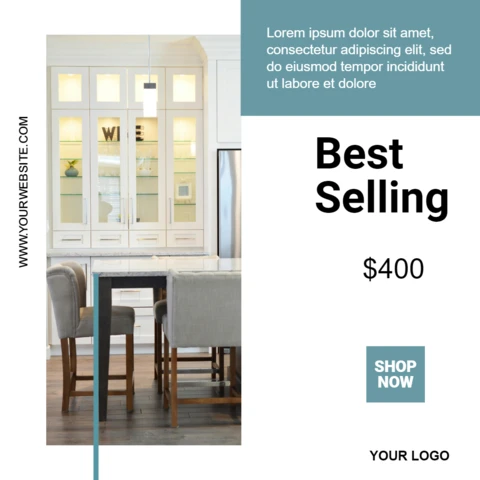 Lorem ipsum dolor sit amet,
consectetur adipiscing elit, sed
do eiusmod tempor incididunt
ut labore et dolore
WWW.YOURWEBSITE.COM
Best
Selling
$400
SHOP
NOW
YOUR LOGO